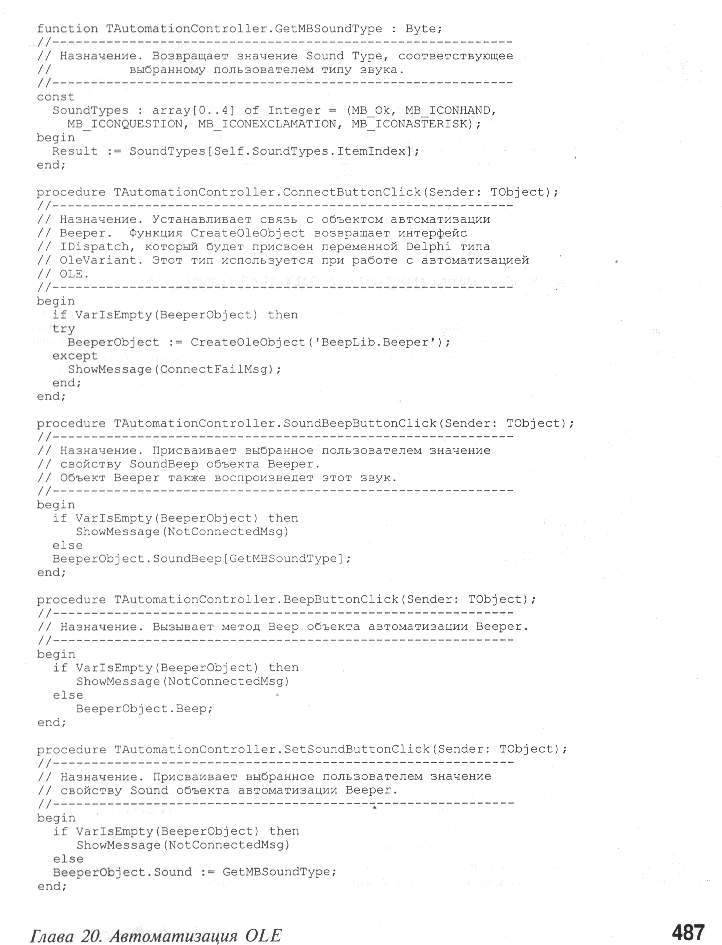 function TAutomationController.GetMBSoundType : Byte;
//-----------------------------------------------------------
// Назначение. Возвращает значение Sound Type, соответствующее
//          выбранному пользователем типу звука.
//-----------------------------------------------------------
const
  SoundTypes : array[0..4] of Integer = (MB_Ok, MB_ICONHAND,
    MB_ICONQUESTION, MB_ICONEXCLAMATION, MB_ICONASTERISK);
begin
  Result := SoundTypes[Self.SoundTypes.ItemIndex];
end;
procedure TAutomationController.ConnectButtonClick(Sender: TObject);
//-----------------------------------------------------------
// Назначение. Устанавливает связь с объектом автоматизации
// Beeper.  Функция CreateOleObject возвращает интерфейс
// IDispatch, который будет присвоен переменной Delphi типа
// OleVariant. Этот тип используется при работе с автоматизацией
// OLE.
//-----------------------------------------------------------
begin
  if VarIsEmpty(BeeperObject) then
  try
    BeeperObject := CreateOleObject('BeepLib.Beeper');
  except
    ShowMessage(ConnectFailMsg);
  end;
end;
procedure TAutomationController.SoundBeepButtonClick(Sender: TObject);
//-----------------------------------------------------------
// Назначение. Присваивает выбранное пользователем значение
// свойству SoundBeep объекта Beeper.
// Объект Beeper также воспроизведет этот звук.
//-----------------------------------------------------------
begin
  if VarIsEmpty(BeeperObject) then
     ShowMessage(NotConnectedMsg)
  else
  BeeperObject.SoundBeep[GetMBSoundType];
end;
procedure TAutomationController.BeepButtonClick(Sender: TObject);
//-----------------------------------------------------------
// Назначение. Вызывает метод Beep объекта автоматизации Beeper.
//-----------------------------------------------------------
begin
  if VarIsEmpty(BeeperObject) then
     ShowMessage(NotConnectedMsg)
  else
     BeeperObject.Beep;
end;
procedure TAutomationController.SetSoundButtonClick(Sender: TObject);
//-----------------------------------------------------------
// Назначение. Присваивает выбранное пользователем значение
// свойству Sound объекта автоматизации Beeper.
//-----------------------------------------------------------
begin
  if VarIsEmpty(BeeperObject) then
     ShowMessage(NotConnectedMsg)
  else
  BeeperObject.Sound := GetMBSoundType;
end;
Глава 20. Автоматизация OLE 487